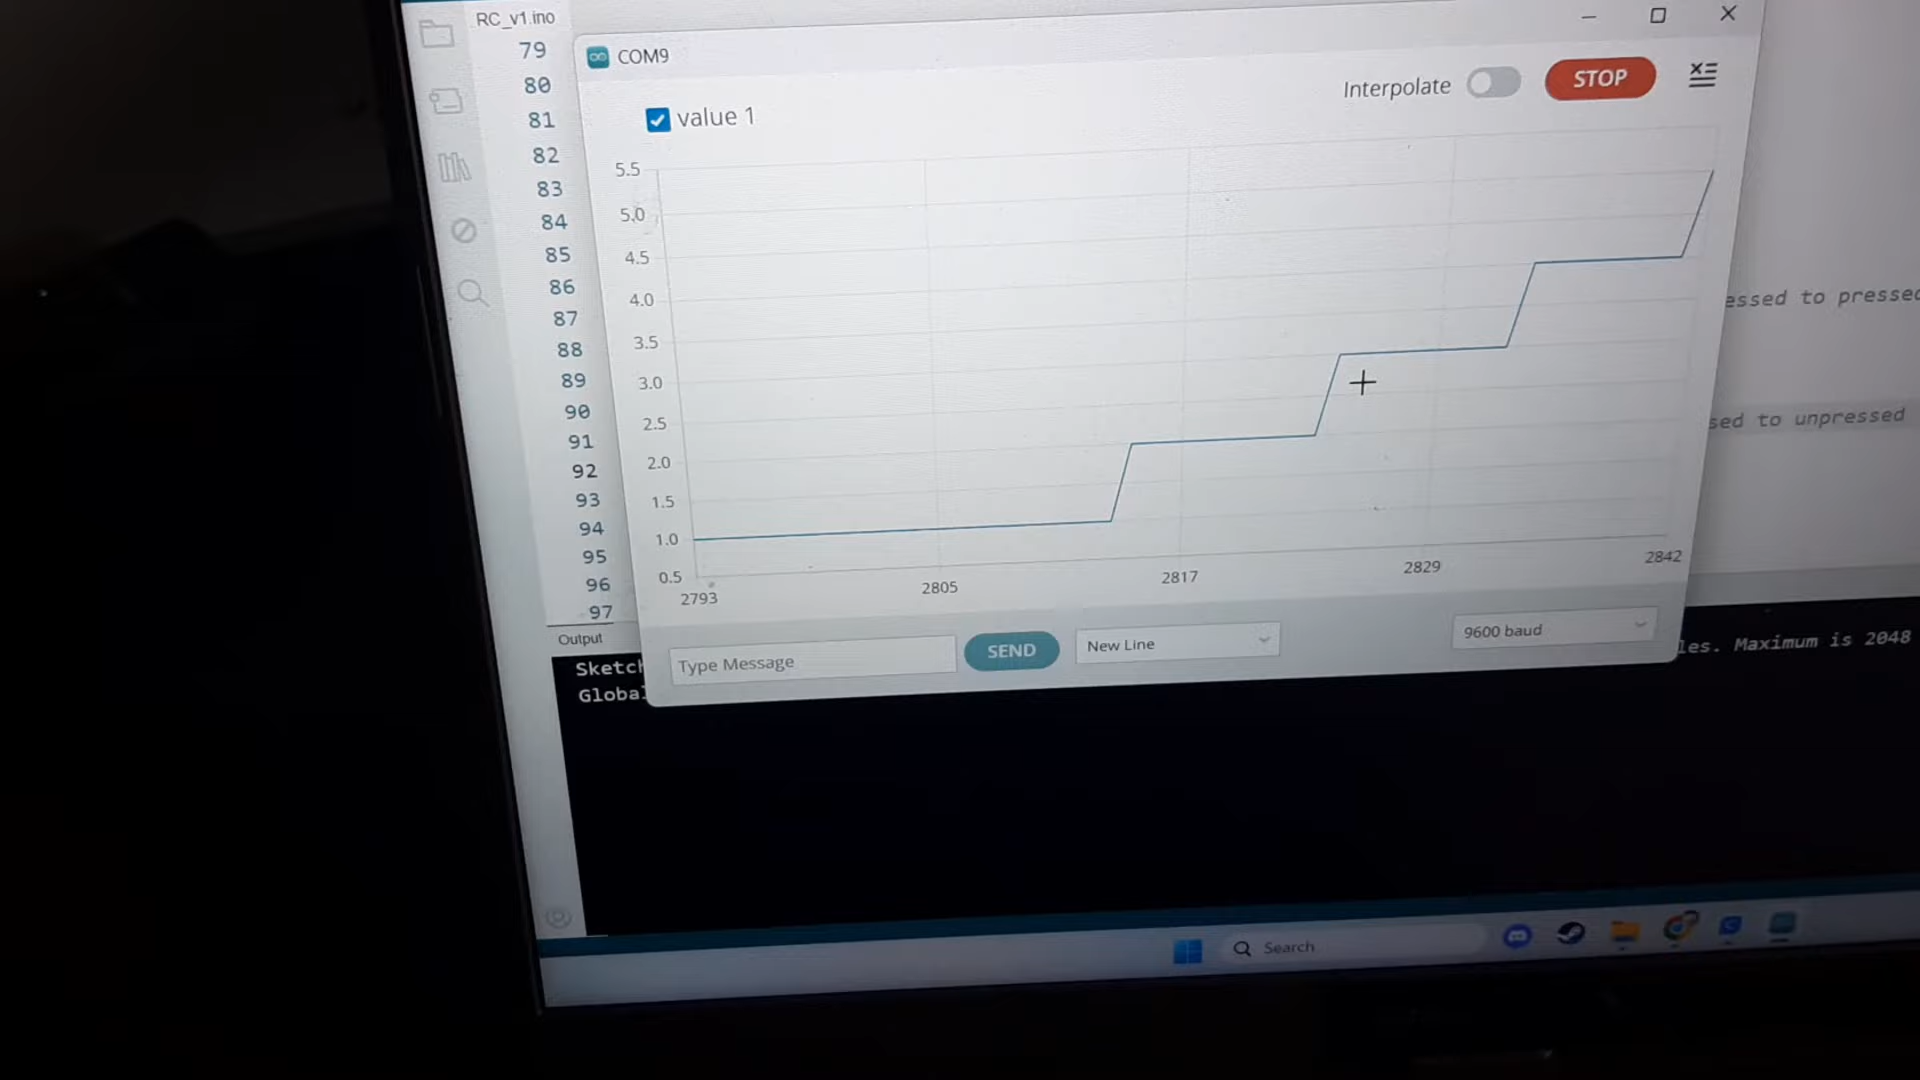 RC_v1.ino
79
80
81
82
83
84
85
86
87
88
89
90
91
92
93
94
95
96
97
COM9
Interpolate
STOP
value 1
5.5
5.0
4.5
4.0
3.5
3.0
2.5
2.0
1.5
1.0
0.5
2793
2805
2817
2829
2842
Type Message
SEND
New Line
9600 baud
essed to pressed
sed to unpressed
Output
Sketch
Globa
les. Maximum is 2048
Search